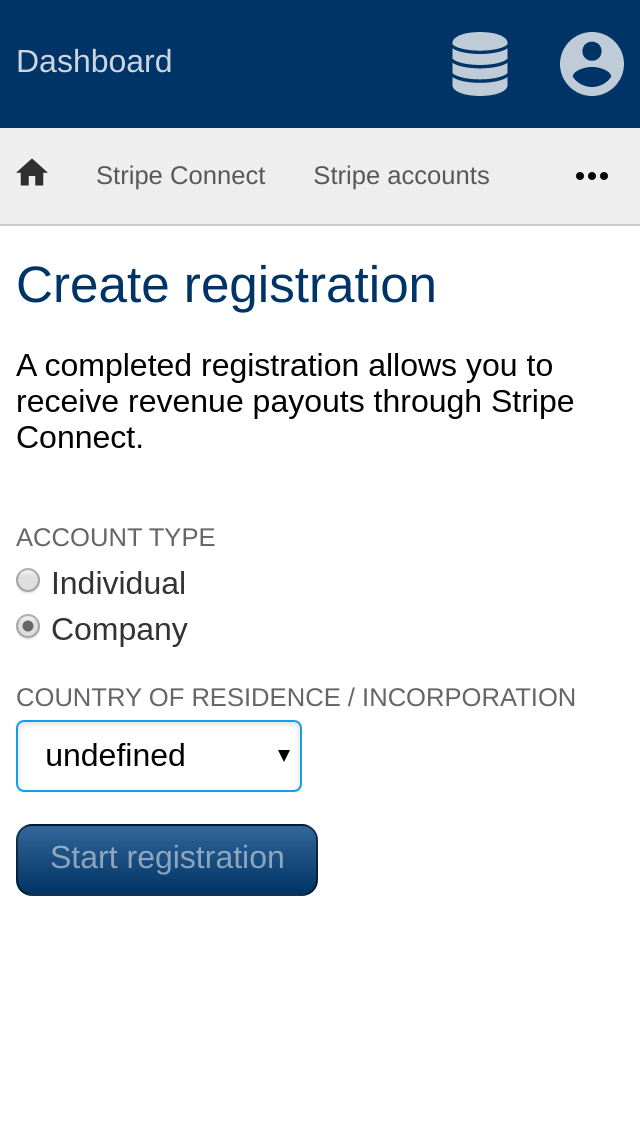 Dashboard
Stripe Connect Stripe accounts
Create registration
A completed registration allows you to
receive revenue payouts through Stripe
Connect.
ACCOUNT TYPE
Individual
Company
COUNTRY OF RESIDENCE / INCORPORATION
undefined
Start registration